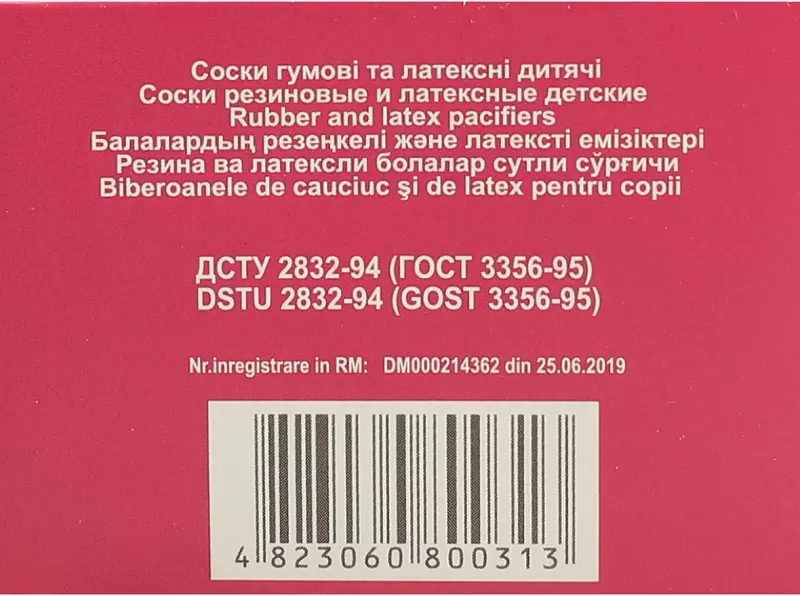 Соски гумові та латексні дитячі
Соски резиновые и латексные детские
Rubber and latex pacifiers
Балалардың резеңкелі және латексті емізіктері
Резина ва латексли болалар сутли сўрғичи
Biberoanele de cauciuc şi de latex pentru copii
ДСТУ 2832-94 (ГОСТ 3356-95)
DSTU 2832-94 (GOST 3356-95)
Nr.inregistrare in RM: DM000214362 din 25.06.2019
4 823060 800313